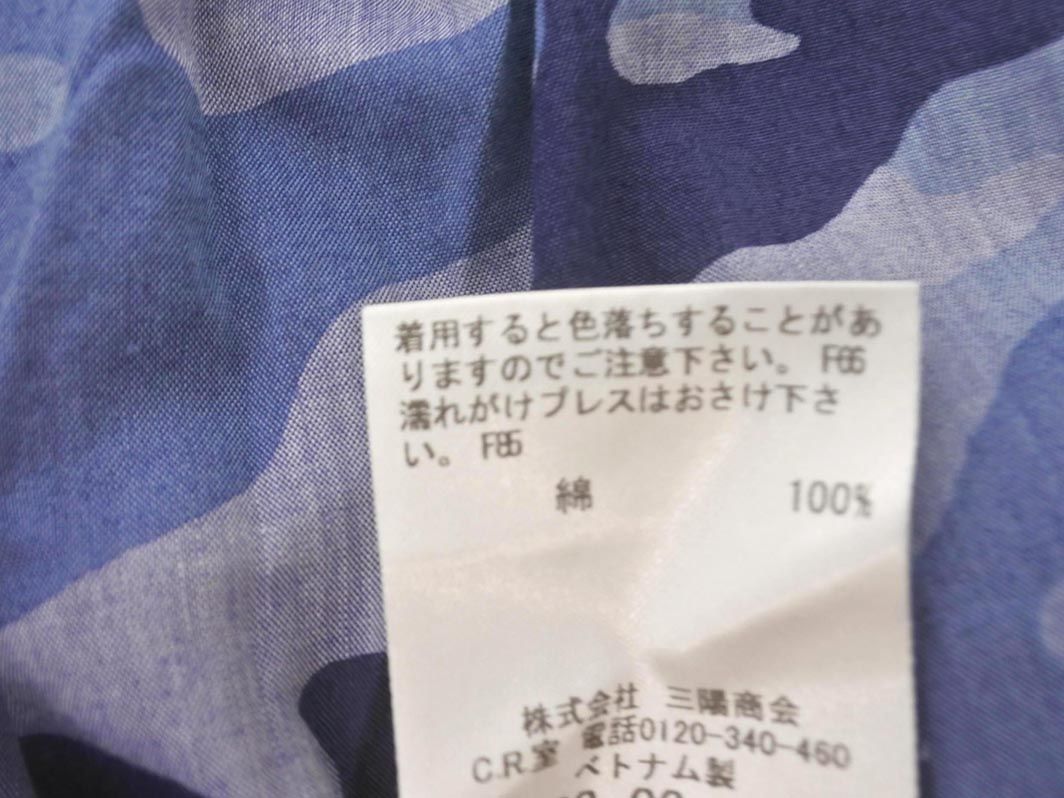 着用すると色落ちすることがあ
りますのでご注意下さい。 F66
濡れがけプレスはおさけ下さ
い。 F85
綿 100%
株式会社 三陽商会
C.R室 電話0120-340-460
ベトナム製